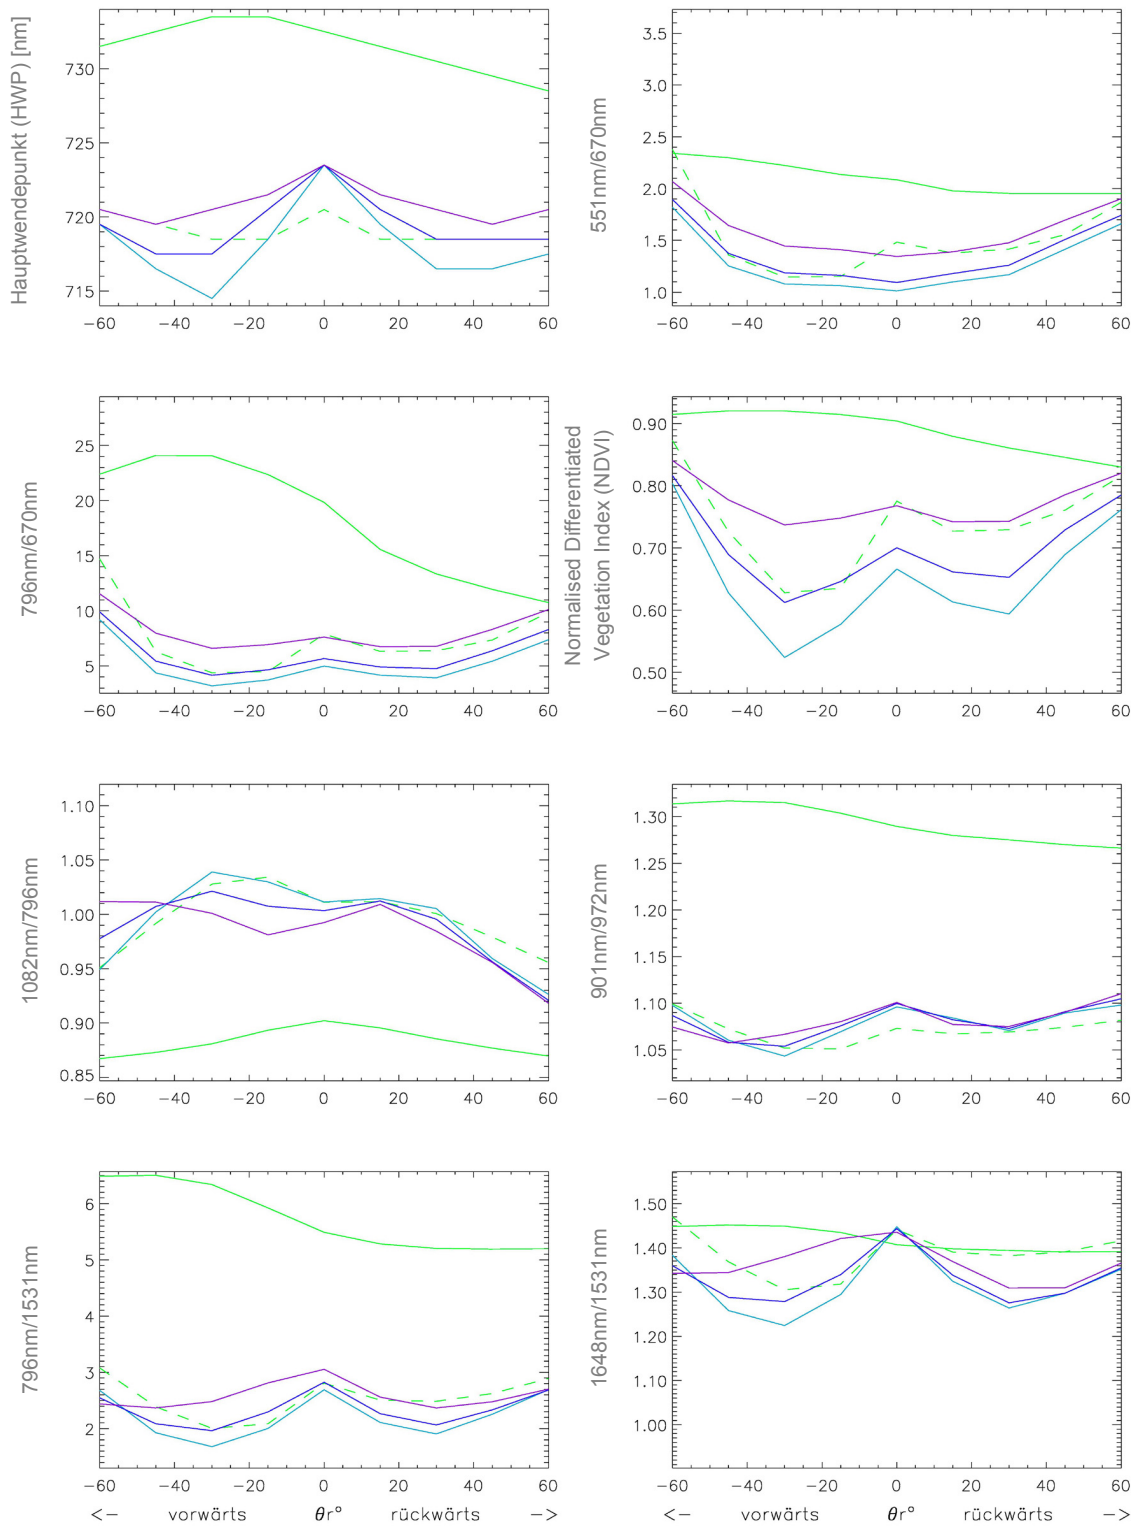 Hauptwendepunkt (HWP) [nm]
730
725
720
715
−60 −40 −20 0 20 40 60
551nm/670nm
3.5
3.0
2.5
2.0
1.5
1.0
−60 −40 −20 0 20 40 60
796nm/670nm
25
20
15
10
5
−60 −40 −20 0 20 40 60
Normalised Differentiated
Vegetation Index (NDVI)
0.90
0.80
0.70
0.60
0.50
−60 −40 −20 0 20 40 60
1082nm/796nm
1.10
1.05
1.00
0.95
0.90
0.85
−60 −40 −20 0 20 40 60
901nm/972nm
1.30
1.25
1.20
1.15
1.10
1.05
−60 −40 −20 0 20 40 60
796nm/1531nm
6
5
4
3
2
−60 −40 −20 0 20 40 60
<− vorwärts θr° rückwärts −>
1648nm/1531nm
1.50
1.40
1.30
1.20
1.10
1.00
−60 −40 −20 0 20 40 60
<− vorwärts θr° rückwärts −>